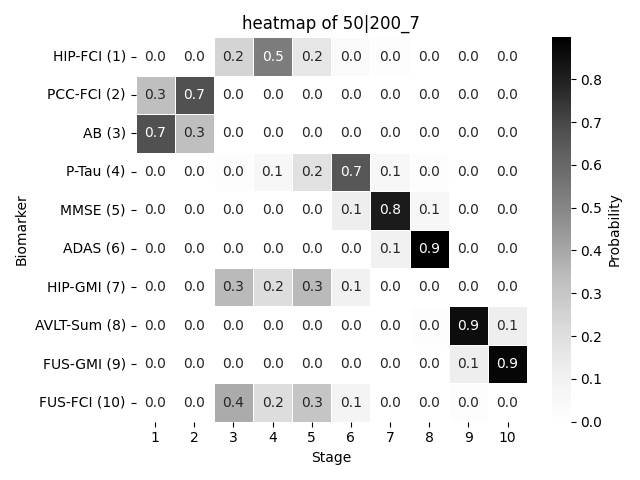 heatmap of 50|200_7
HIP-FCI (1) 0.0 0.0 0.2 0.5 0.2 0.0 0.0 0.0 0.0 0.0
PCC-FCI (2) 0.3 0.7 0.0 0.0 0.0 0.0 0.0 0.0 0.0 0.0
AB (3) 0.7 0.3 0.0 0.0 0.0 0.0 0.0 0.0 0.0 0.0
P-Tau (4) 0.0 0.0 0.0 0.1 0.2 0.7 0.1 0.0 0.0 0.0
MMSE (5) 0.0 0.0 0.0 0.0 0.0 0.1 0.8 0.1 0.0 0.0
ADAS (6) 0.0 0.0 0.0 0.0 0.0 0.0 0.1 0.9 0.0 0.0
HIP-GMI (7) 0.0 0.0 0.3 0.2 0.3 0.1 0.0 0.0 0.0 0.0
AVLT-Sum (8) 0.0 0.0 0.0 0.0 0.0 0.0 0.0 0.0 0.9 0.1
FUS-GMI (9) 0.0 0.0 0.0 0.0 0.0 0.0 0.0 0.0 0.1 0.9
FUS-FCI (10) 0.0 0.0 0.4 0.2 0.3 0.1 0.0 0.0 0.0 0.0
1 2 3 4 5 6 7 8 9 10
Stage
Biomarker
0.8
0.7
0.6
0.5
0.4
0.3
0.2
0.1
0.0
Probability